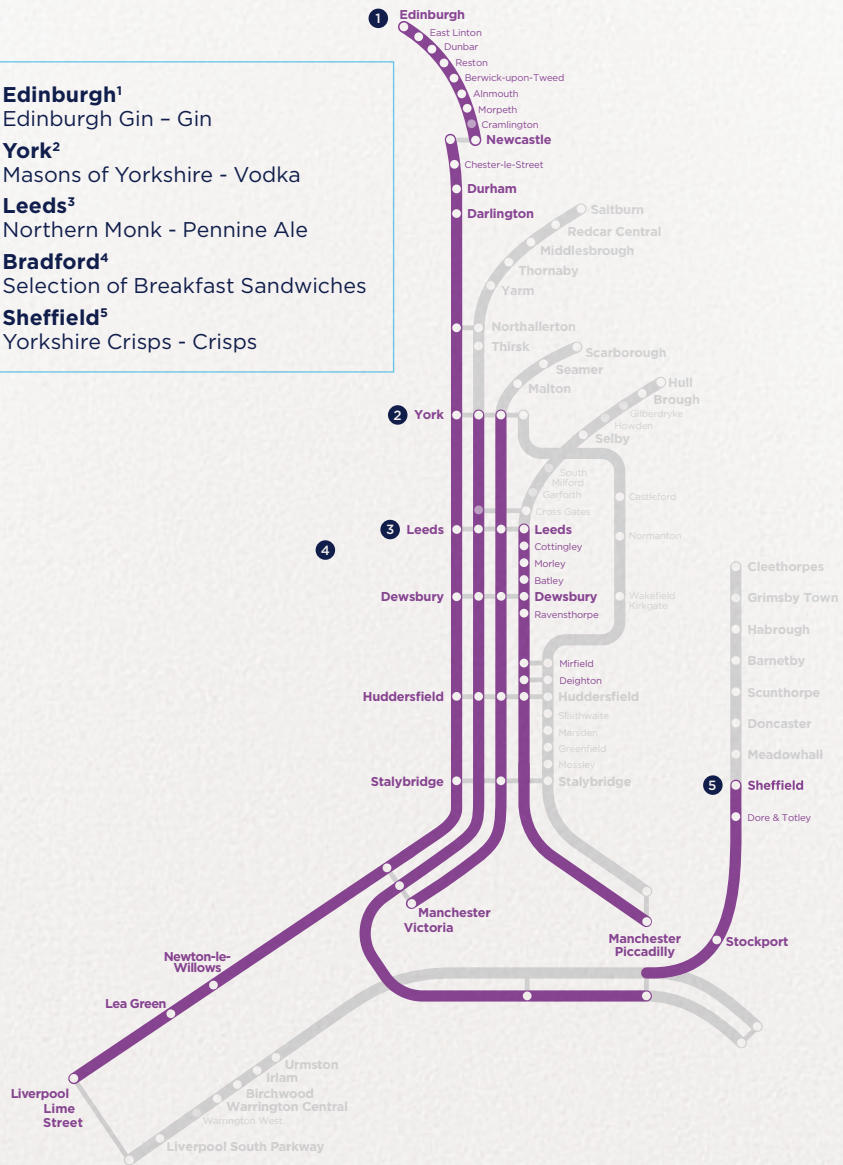 1
Edinburgh
East Linton
Dunbar
Reston
Berwick-upon-Tweed
Alnmouth
Morpeth
Cramlington
Newcastle
Chester-le-Street
Durham
Darlington
Edinburgh¹
Edinburgh Gin – Gin
York²
Masons of Yorkshire - Vodka
Leeds³
Northern Monk - Pennine Ale
Bradford⁴
Selection of Breakfast Sandwiches
Sheffield⁵
Yorkshire Crisps - Crisps
Saltburn
Redcar Central
Middlesbrough
Thornaby
Yarm
Northallerton
Thirsk
Scarborough
Seamer
Malton
Hull
Brough
Gilberdyke
Howden
Selby
2 York
South
Milford
Garforth
Cross Gates
Castleford
Normanton
Wakefield
Kirkgate
3 Leeds
Leeds
4
Cottingley
Morley
Batley
Dewsbury
Dewsbury
Ravensthorpe
Mirfield
Deighton
Huddersfield
Huddersfield
Slaithwaite
Marsden
Greenfield
Mossley
Stalybridge
Stalybridge
Cleethorpes
Grimsby Town
Habrough
Barnetby
Scunthorpe
Doncaster
Meadowhall
5 Sheffield
Dore & Totley
Stockport
Manchester
Victoria
Manchester
Piccadilly
Newton-le-
Willows
Lea Green
Liverpool
Lime
Street
Urmston
Irlam
Birchwood
Warrington Central
Warrington West
Liverpool South Parkway